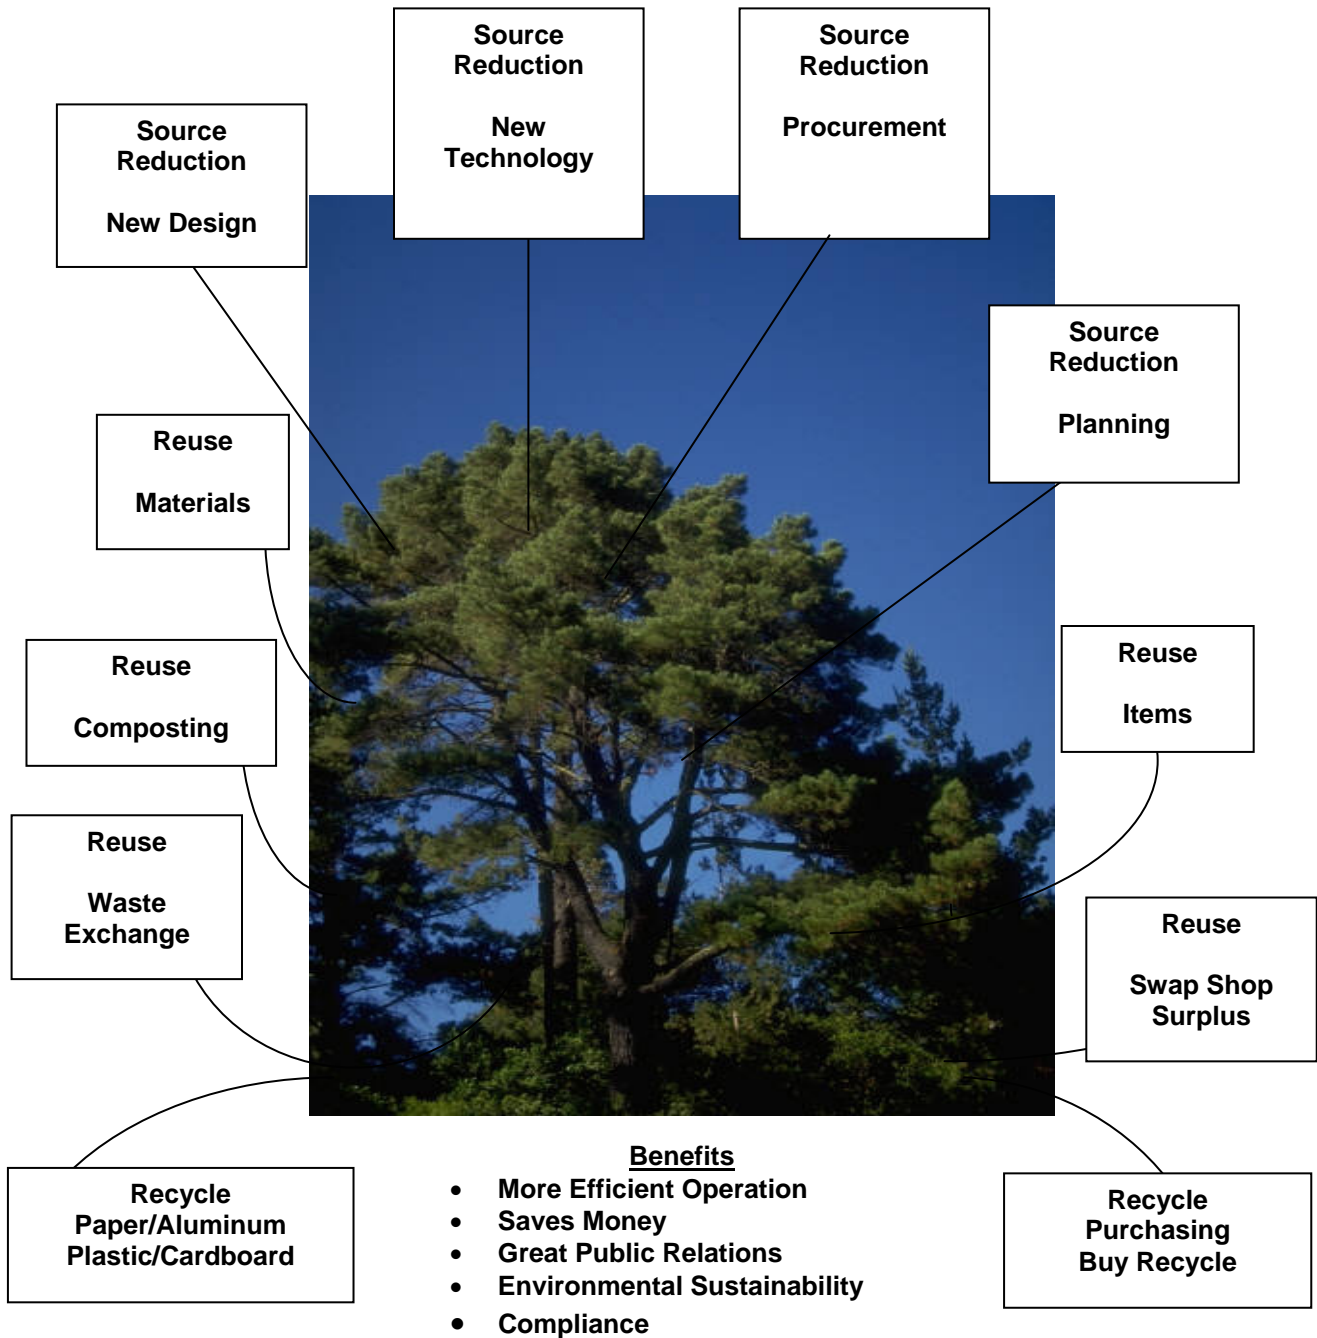 Source
Reduction
New
Technology
Source
Reduction
Procurement
Source
Reduction
New Design
Source
Reduction
Planning
Reuse
Materials
Reuse
Composting
Reuse
Items
Reuse
Waste
Exchange
Reuse
Swap Shop
Surplus
Recycle
Paper/Aluminum
Plastic/Cardboard
Benefits
• More Efficient Operation
• Saves Money
• Great Public Relations
• Environmental Sustainability
• Compliance
Recycle
Purchasing
Buy Recycle